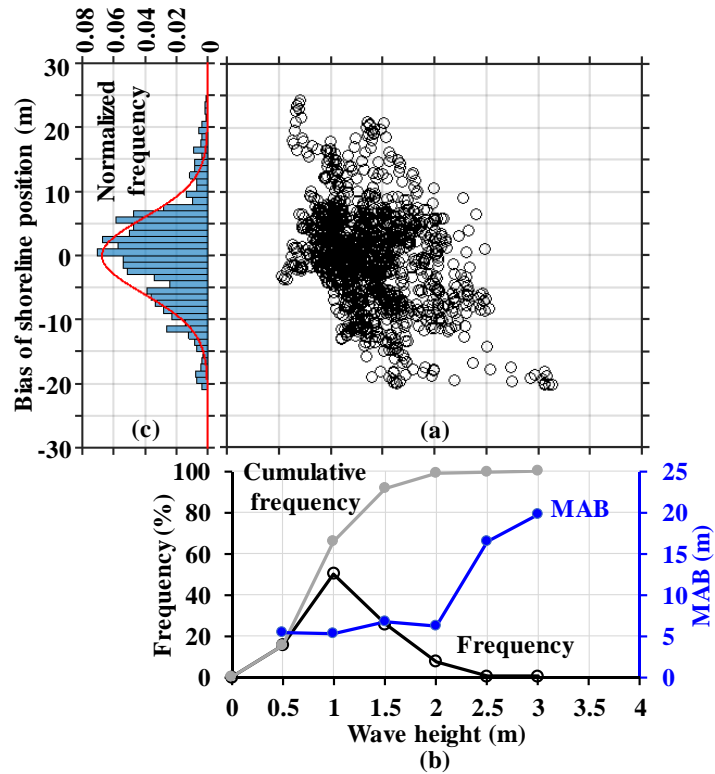 0.08
0.06
0.04
0.02
0
30
20
10
0
-10
-20
-30
Bias of shoreline position (m)
Normalized
frequency
(c)
(a)
100
80
60
40
20
0
Frequency (%)
Cumulative
frequency
MAB
Frequency
25
20
15
10
5
0
MAB
(m)
0 0.5 1 1.5 2 2.5 3 3.5 4
Wave height (m)
(b)